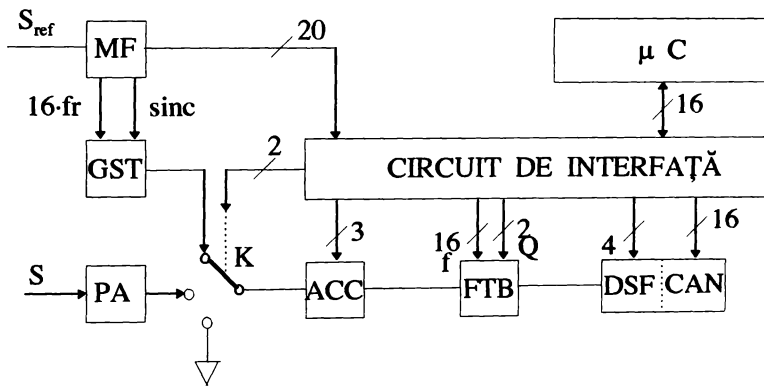 S_ref
MF
20
µ C
16·fr
sinc
16
GST
2
CIRCUIT DE INTERFAȚĂ
K
3
16
2
f
Q
4
16
S
PA
ACC
FTB
DSF
CAN